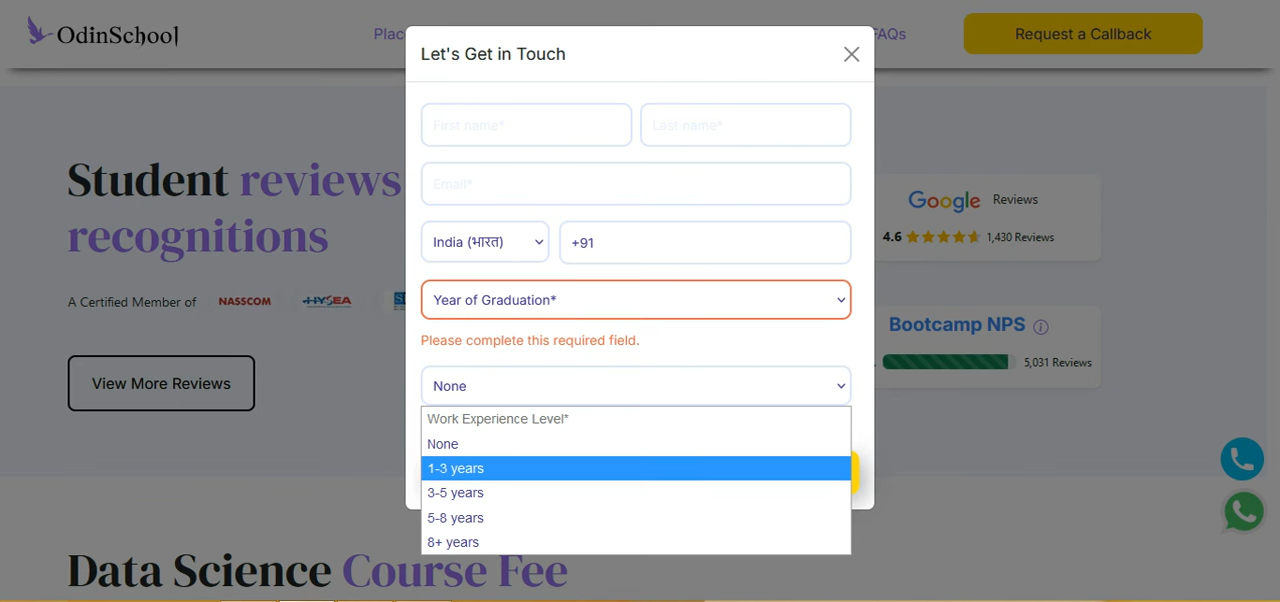 OdinSchool
Plac
FAQs
Request a Callback
Let's Get in Touch
First name*
Last name*
Email*
India (भारत)
+91
Year of Graduation*
Please complete this required field.
None
Work Experience Level*
None
1-3 years
3-5 years
5-8 years
8+ years
Student reviews
recognitions
A Certified Member of
NASSCOM
HYSEA
View More Reviews
Google Reviews
4.6
1,430 Reviews
Bootcamp NPS
5,031 Reviews
Data Science Course Fee